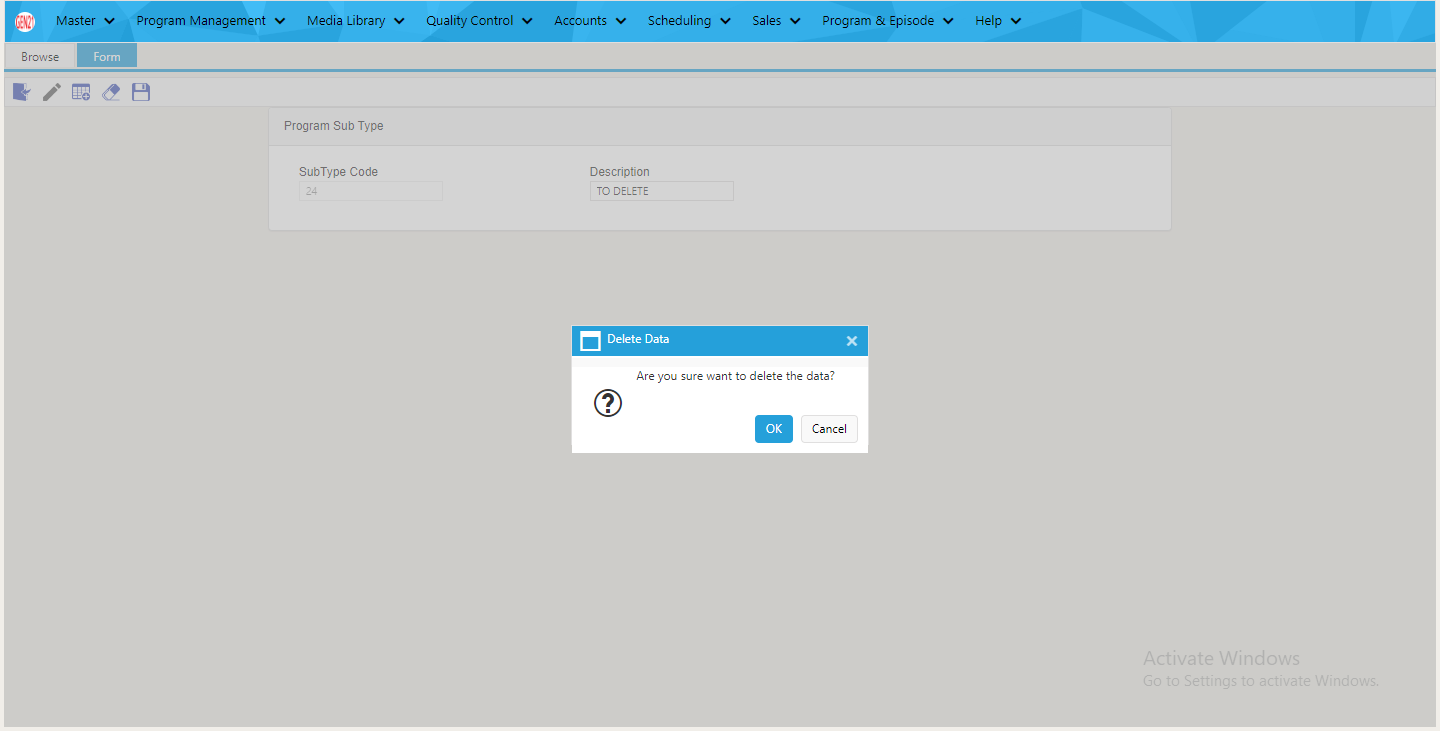 GEN21 Master Program Management Media Library Quality Control Accounts Scheduling Sales Program & Episode Help
Browse Form
Program Sub Type
SubType Code Description
24 TO DELETE
Delete Data
Are you sure want to delete the data?
?
OK Cancel
Activate Windows
Go to Settings to activate Windows.